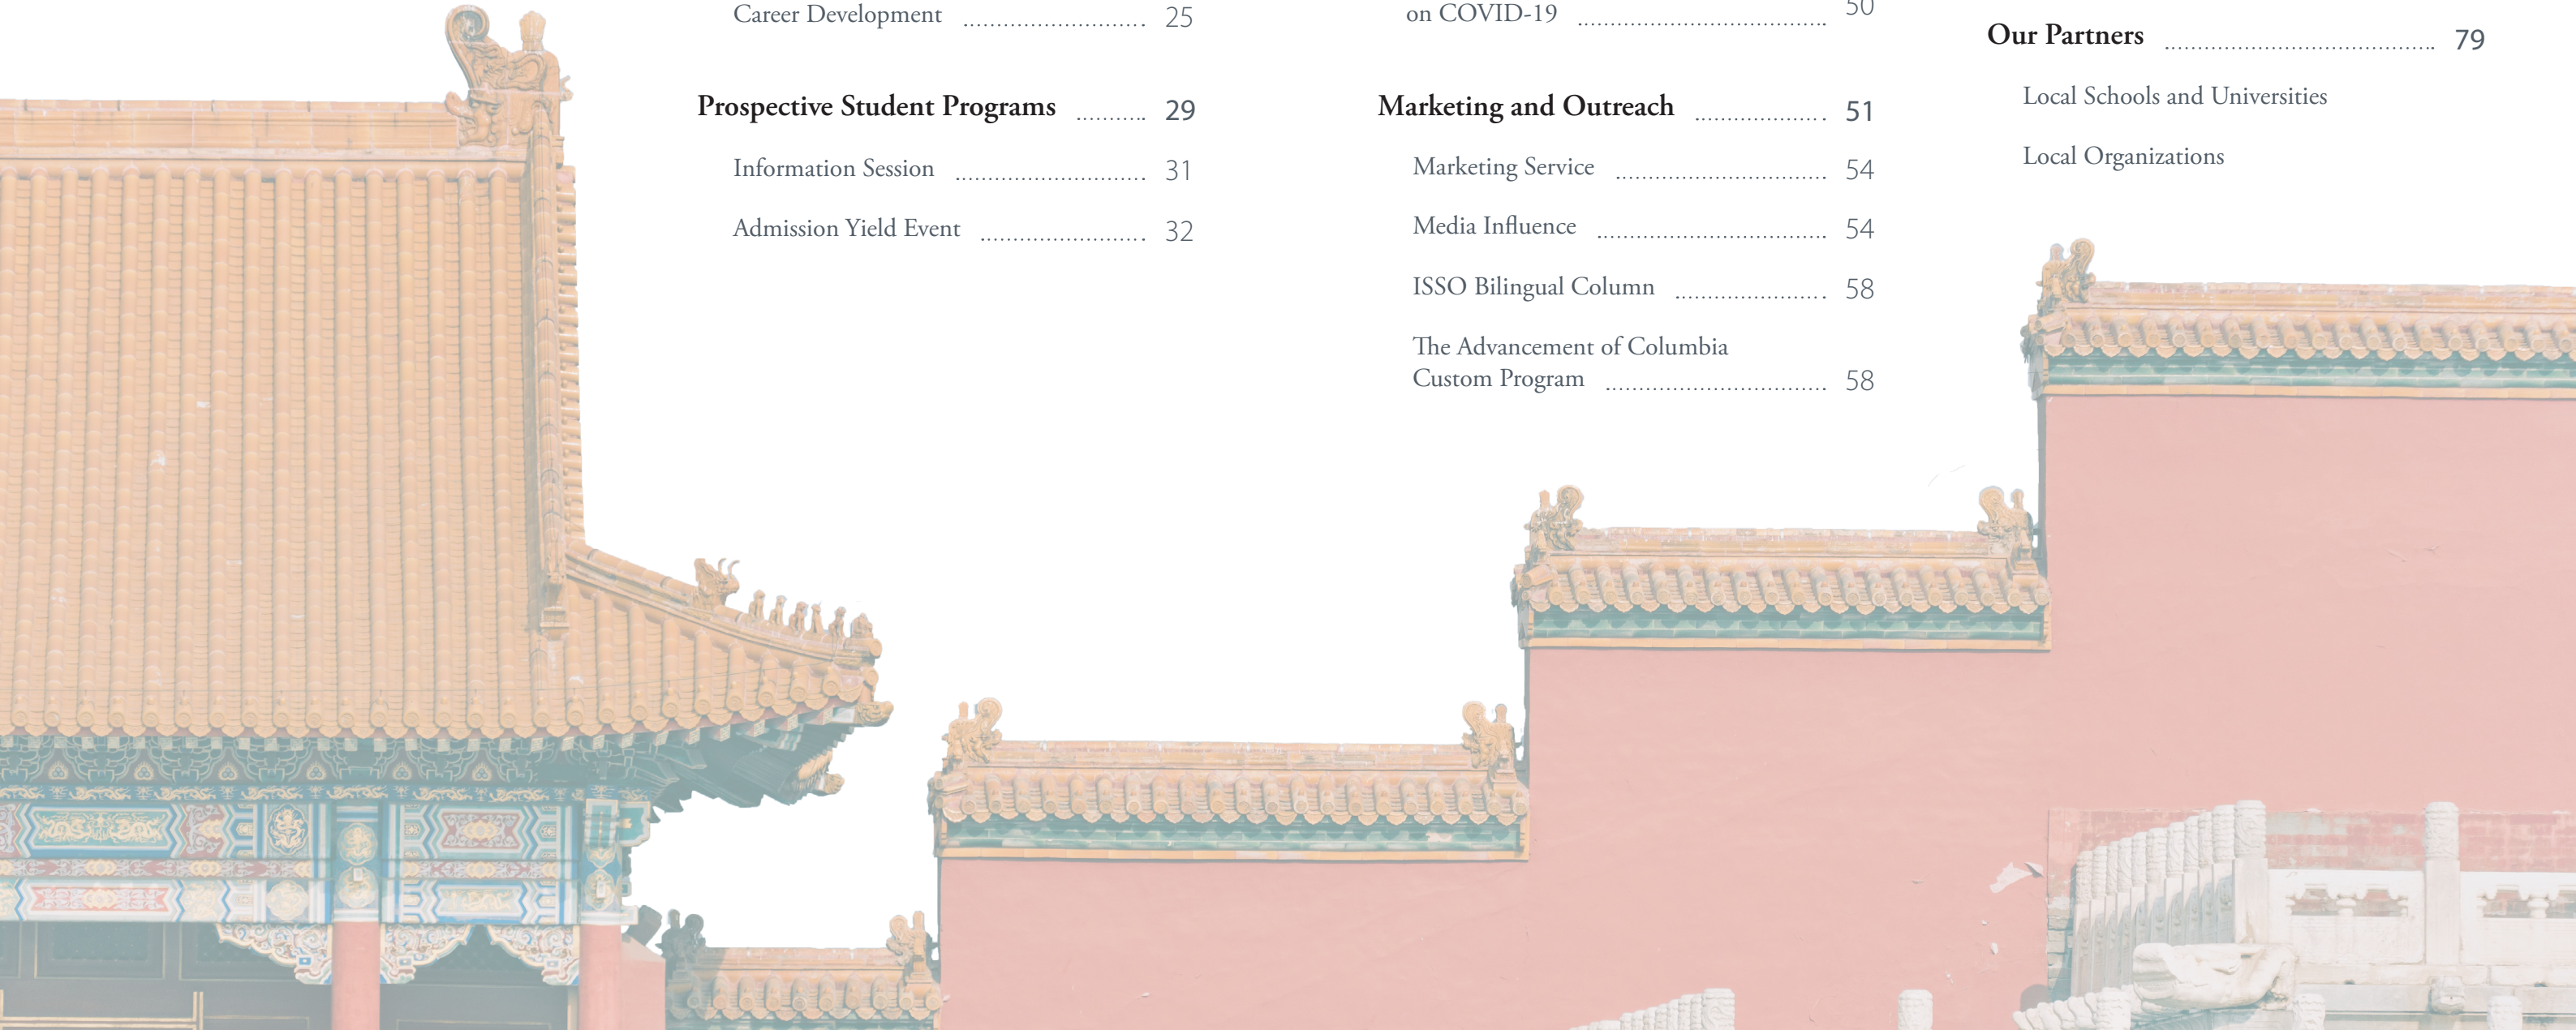 Career Development 25
Prospective Student Programs 29
Information Session 31
Admission Yield Event 32
on COVID-19 50
Marketing and Outreach 51
Marketing Service 54
Media Influence 54
ISSO Bilingual Column 58
The Advancement of Columbia
Custom Program 58
Our Partners 79
Local Schools and Universities
Local Organizations